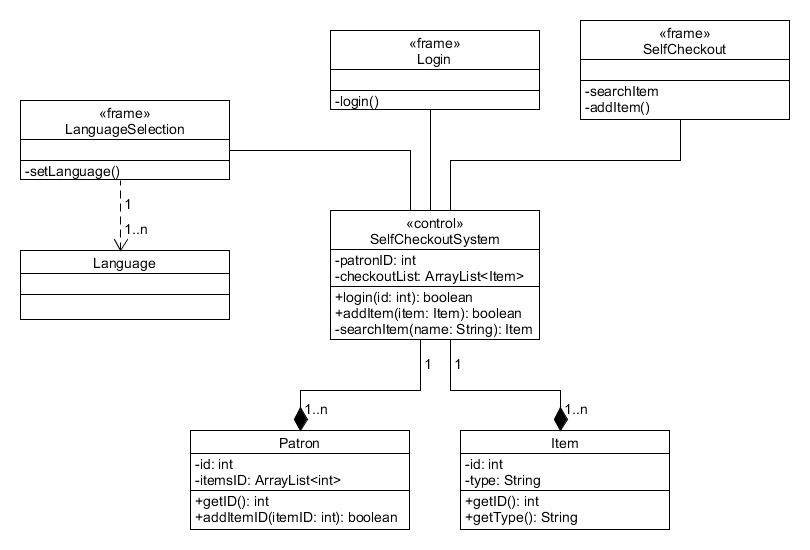 «frame»
Login
-login()
«frame»
SelfCheckout
-searchItem
-addItem()
«frame»
LanguageSelection
-setLanguage()
1
1..n
Language
«control»
SelfCheckoutSystem
-patronID: int
-checkoutList: ArrayList<Item>
+login(id: int): boolean
+addItem(item: Item): boolean
-searchItem(name: String): Item
1
1
1..n
1..n
Patron
-id: int
-itemsID: ArrayList<int>
+getID(): int
+addItemID(itemID: int): boolean
Item
-id: int
-type: String
+getID(): int
+getType(): String